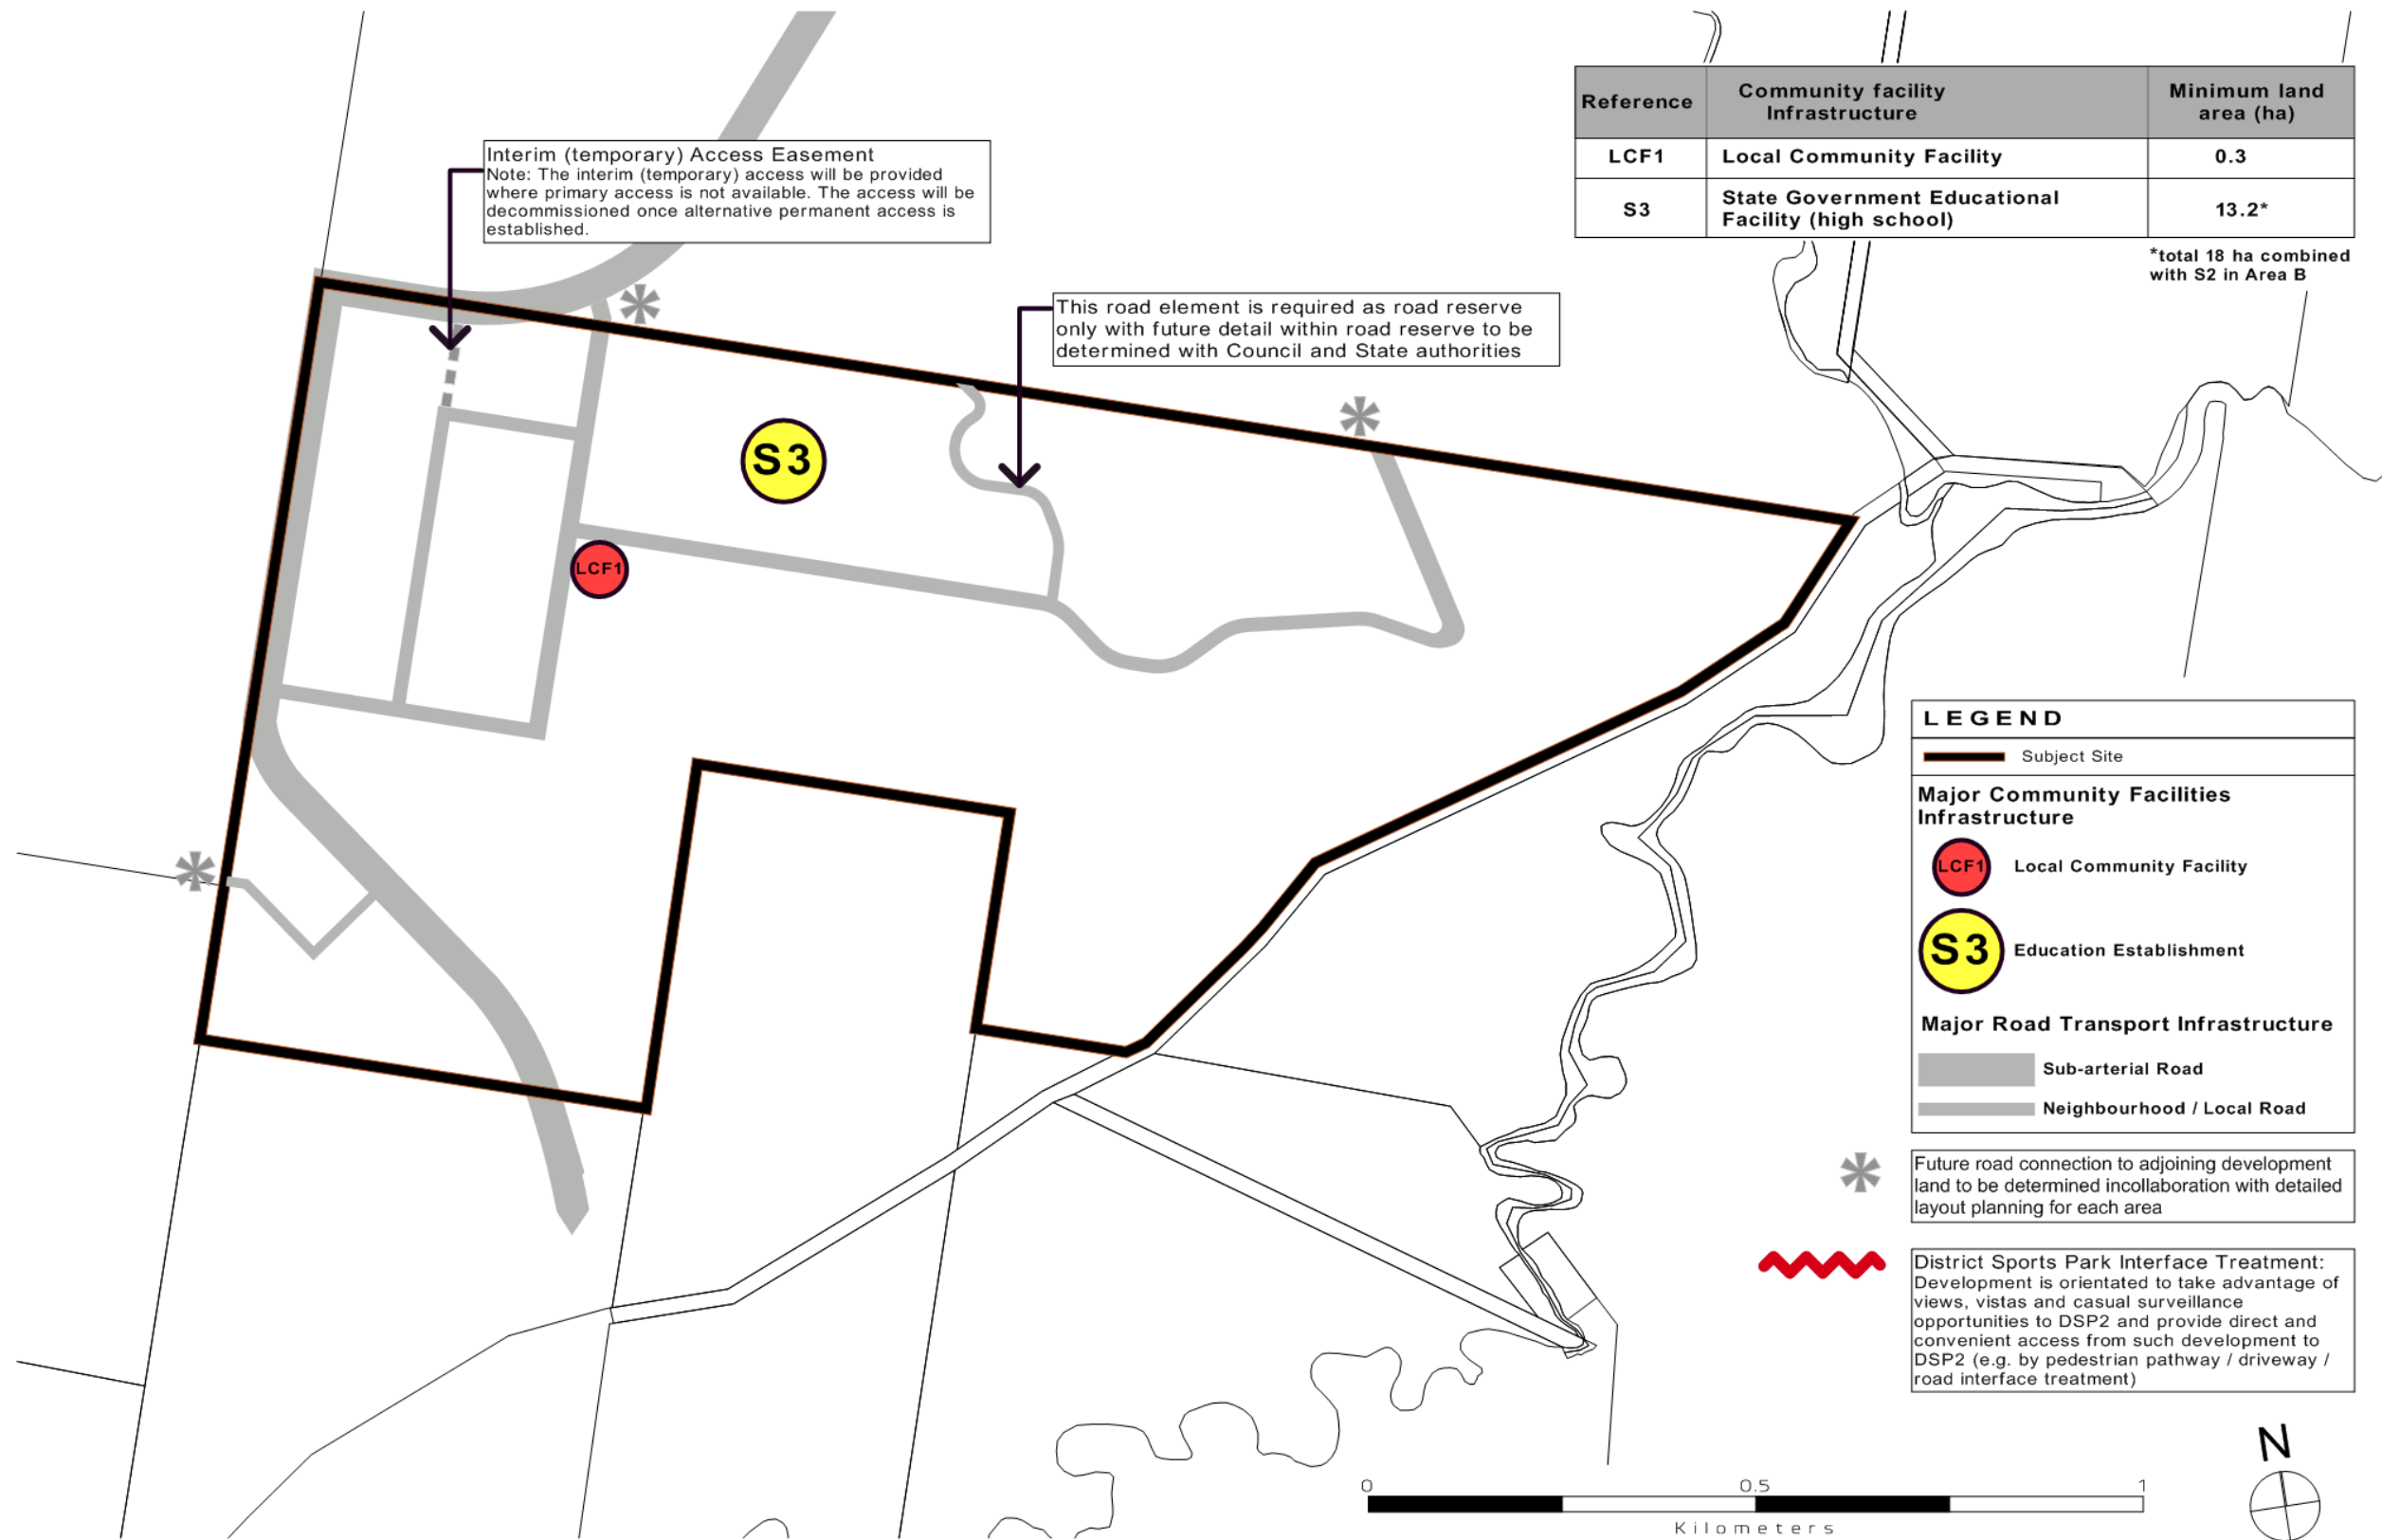 Reference
Community facility
Infrastructure
Minimum land
area (ha)
LCF1
Local Community Facility
0.3
S3
State Government Educational
Facility (high school)
13.2*
*total 18 ha combined
with S2 in Area B
Interim (temporary) Access Easement
Note: The interim (temporary) access will be provided
where primary access is not available. The access will be
decommissioned once alternative permanent access is
established.
This road element is required as road reserve
only with future detail within road reserve to be
determined with Council and State authorities
S3
LCF1
LEGEND
Subject Site
Major Community Facilities
Infrastructure
LCF1
Local Community Facility
S3
Education Establishment
Major Road Transport Infrastructure
Sub-arterial Road
Neighbourhood / Local Road
Future road connection to adjoining development
land to be determined incollaboration with detailed
layout planning for each area
District Sports Park Interface Treatment:
Development is orientated to take advantage of
views, vistas and casual surveillance
opportunities to DSP2 and provide direct and
convenient access from such development to
DSP2 (e.g. by pedestrian pathway / driveway /
road interface treatment)
0
0.5
1
Kilometers
N